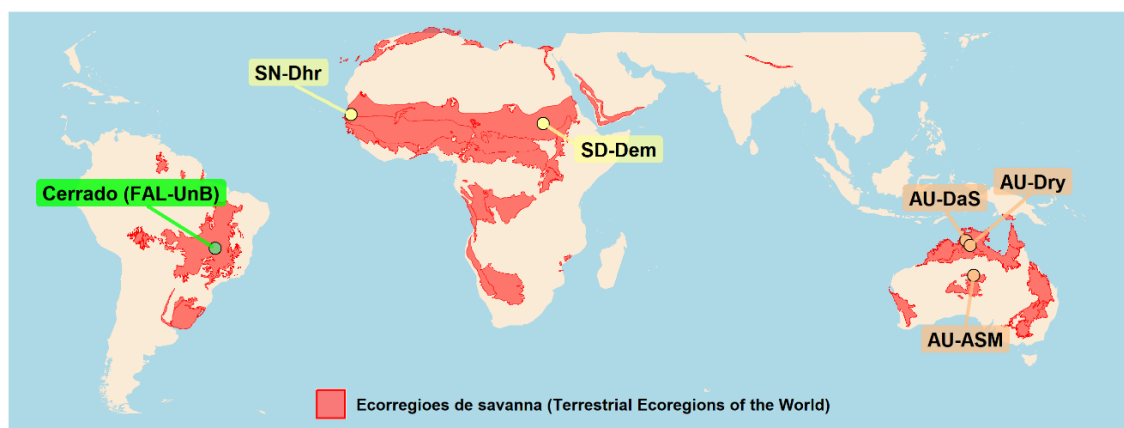 SN-Dhr
SD-Dem
Cerrado (FAL-UnB)
AU-Dry
AU-DaS
AU-ASM
Ecorregioes de savanna (Terrestrial Ecoregions of the World)